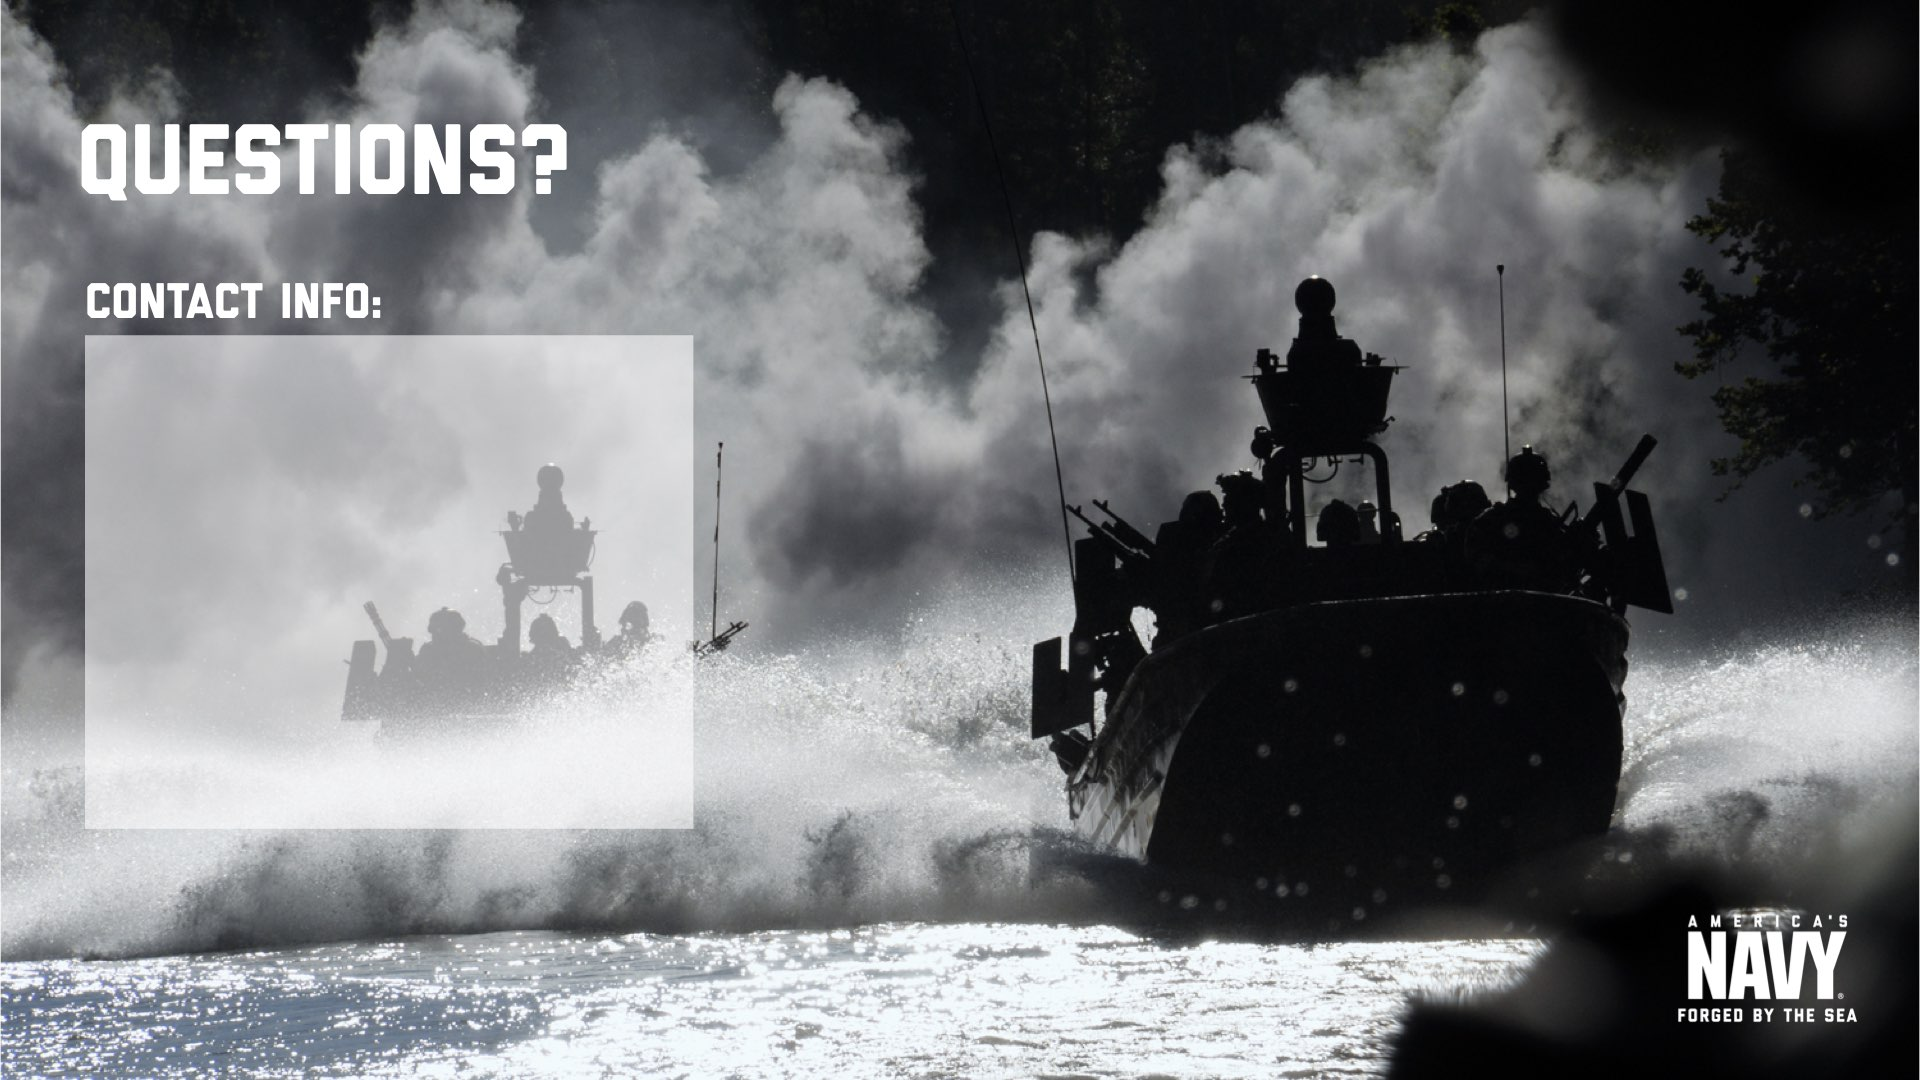 QUESTIONS?
CONTACT INFO:
AMERICA'S
NAVY®
FORGED BY THE SEA